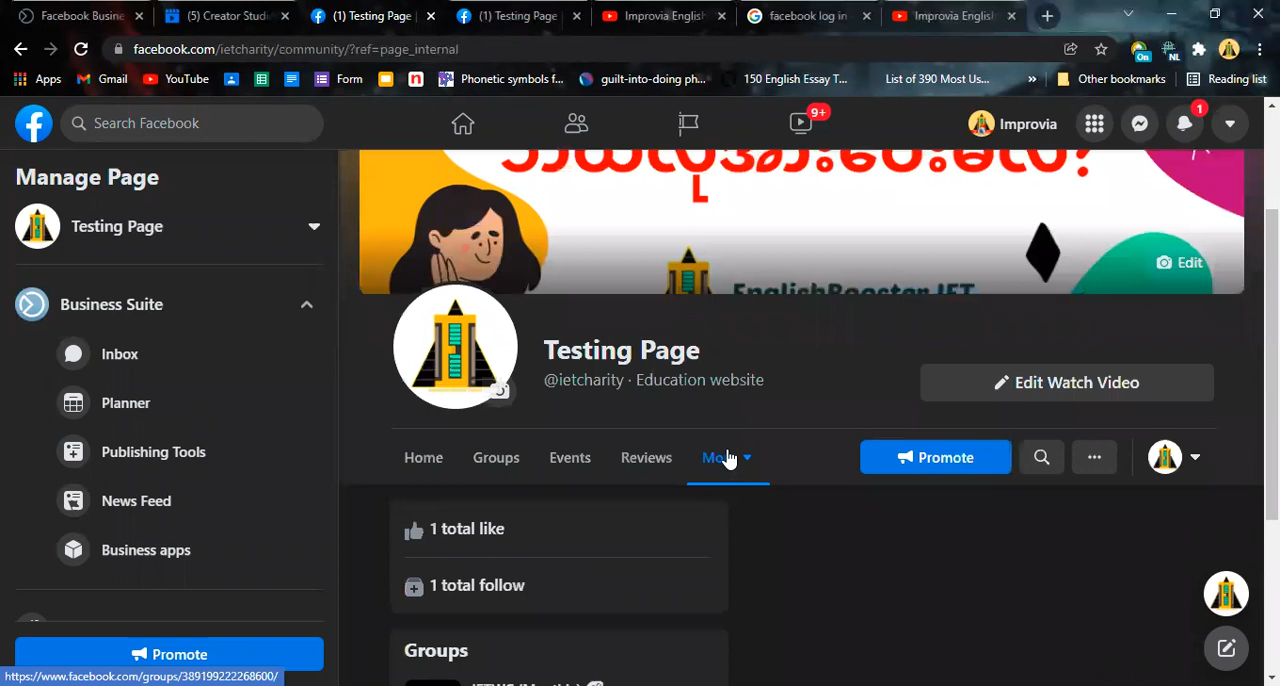 Facebook Busine
(5) Creator Studi
(1) Testing Page
(1) Testing Page
Improvia English
facebook log in
Improvia English
facebook.com/ietcharity/community/?ref=page_internal
On
NL
Apps
Gmail
YouTube
Form
n
Phonetic symbols f...
guilt-into-doing ph...
150 English Essay T...
List of 390 Most Us...
»
Other bookmarks
Reading list
Search Facebook
9+
Improvia
1
Manage Page
Testing Page
Business Suite
Inbox
Planner
Publishing Tools
News Feed
Business apps
Promote
https://www.facebook.com/groups/389199222268600/
EnglishBooster.IET
Edit
Testing Page
@ietcharity · Education website
Edit Watch Video
Home
Groups
Events
Reviews
Promote
1 total like
1 total follow
Groups